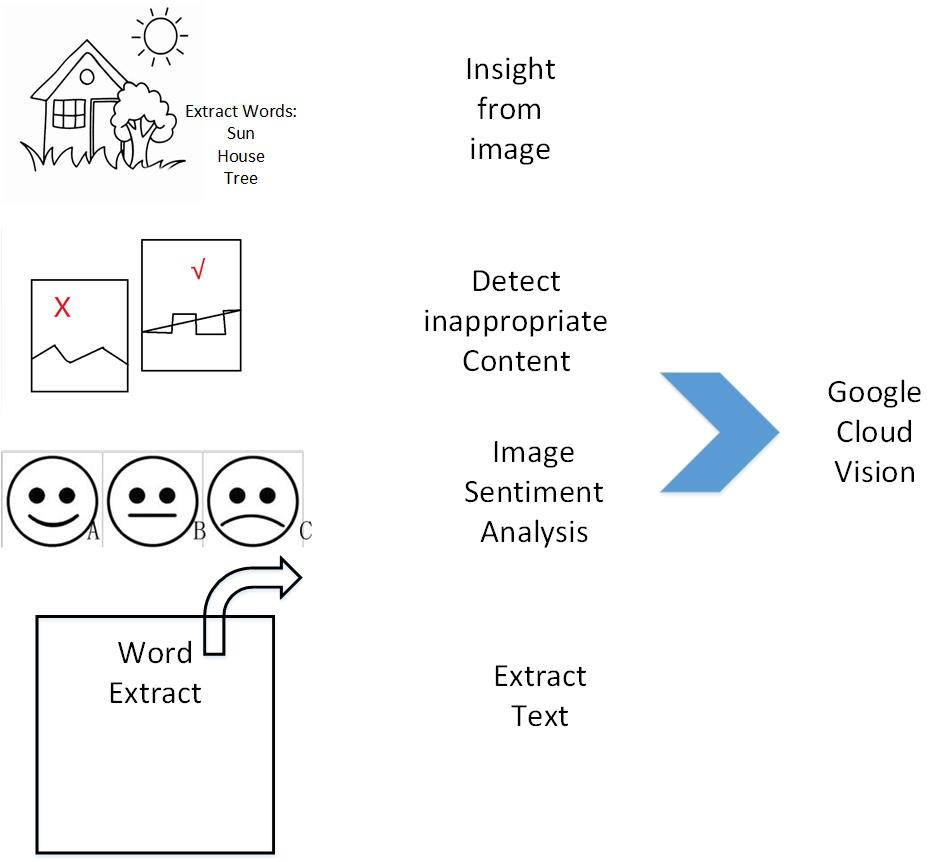 Extract Words:
Sun
House
Tree
Insight
from
image
X
√
Detect
inappropriate
Content
A
B
C
Image
Sentiment
Analysis
Google
Cloud
Vision
Word
Extract
Extract
Text